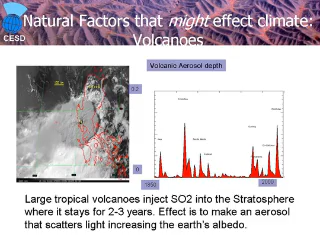 Natural Factors that might effect climate:
Volcanoes
CESD
Volcanic Aerosol depth
0.2
0
1850
2000
Large tropical volcanoes inject SO2 into the Stratosphere
where it stays for 2-3 years. Effect is to make an aerosol
that scatters light increasing the earth's albedo.